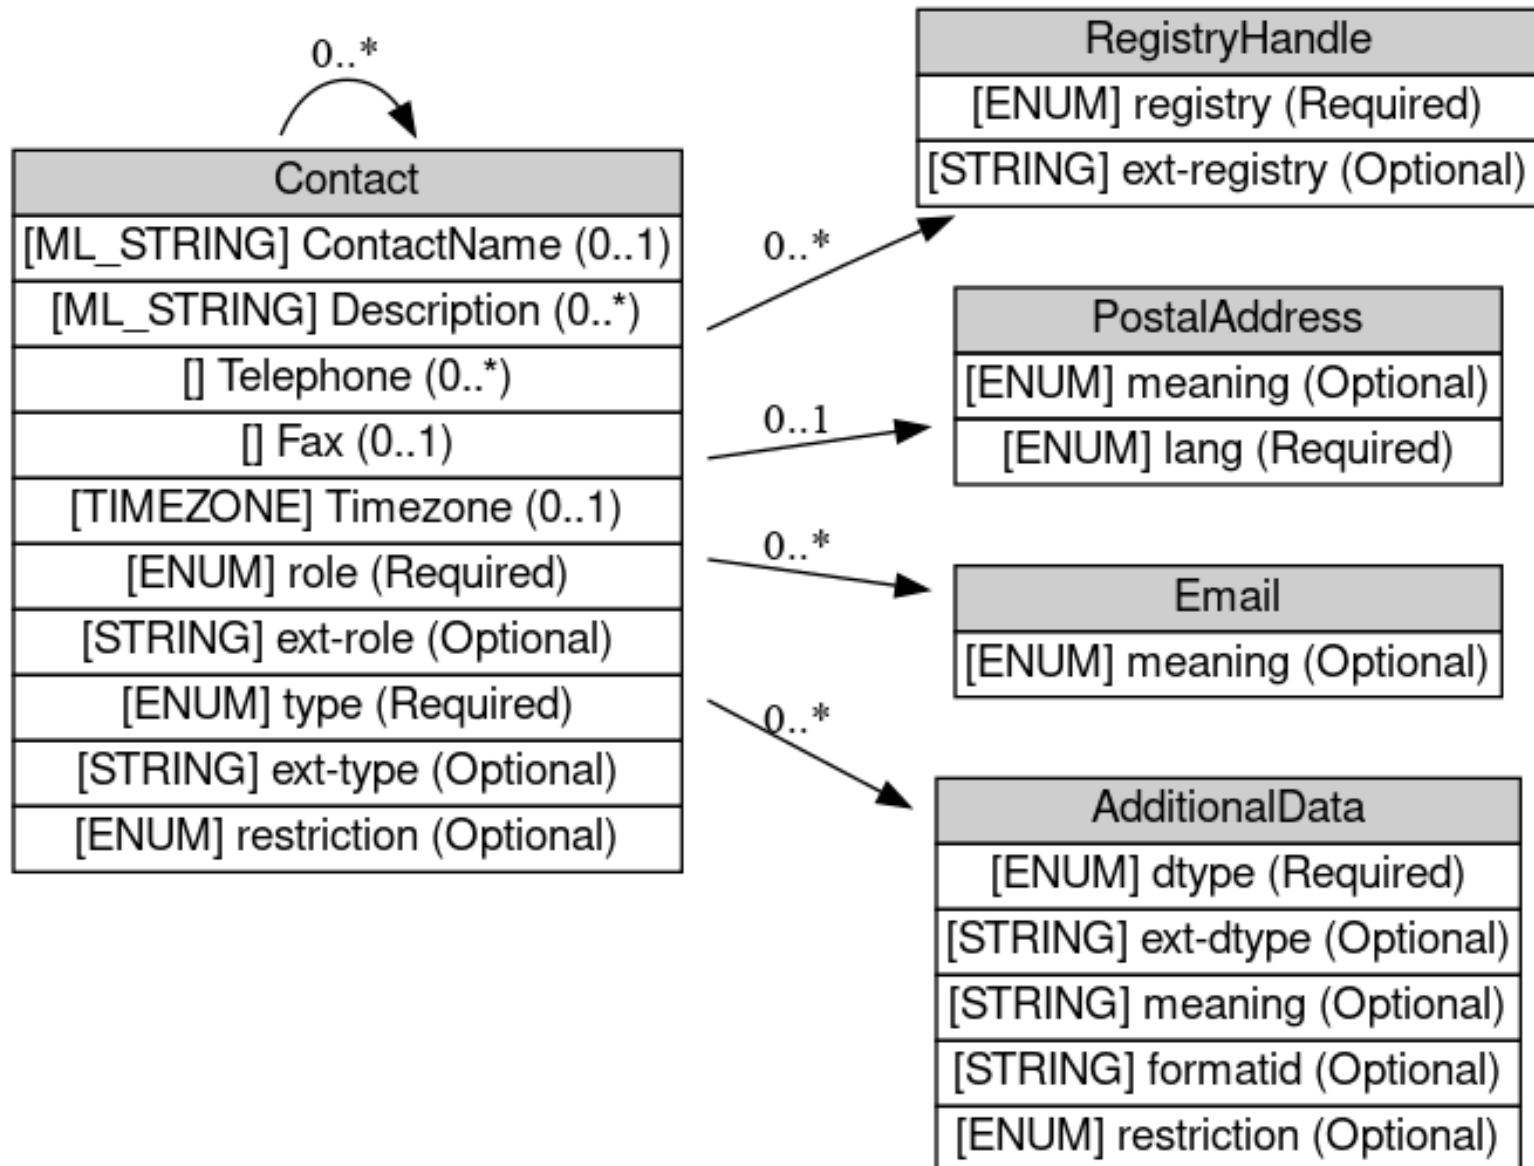 0..*
Contact
[ML_STRING] ContactName (0..1)
[ML_STRING] Description (0..*)
[] Telephone (0..*)
[] Fax (0..1)
[TIMEZONE] Timezone (0..1)
[ENUM] role (Required)
[STRING] ext-role (Optional)
[ENUM] type (Required)
[STRING] ext-type (Optional)
[ENUM] restriction (Optional)
0..*
0..1
0..*
0..*
RegistryHandle
[ENUM] registry (Required)
[STRING] ext-registry (Optional)
PostalAddress
[ENUM] meaning (Optional)
[ENUM] lang (Required)
Email
[ENUM] meaning (Optional)
AdditionalData
[ENUM] dtype (Required)
[STRING] ext-dtype (Optional)
[STRING] meaning (Optional)
[STRING] formatid (Optional)
[ENUM] restriction (Optional)